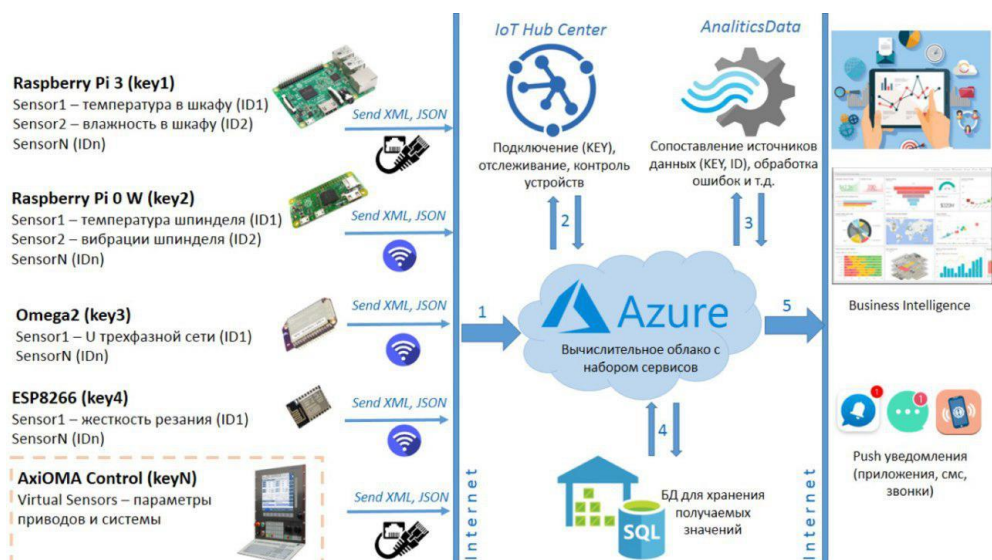 Raspberry Pi 3 (key1)
Sensor1 – температура в шкафу (ID1)
Sensor2 – влажность в шкафу (ID2)
SensorN (IDn)
Send XML, JSON
Raspberry Pi 0 W (key2)
Sensor1 – температура шпинделя (ID1)
Sensor2 – вибрации шпинделя (ID2)
SensorN (IDn)
Send XML, JSON
Omega2 (key3)
Sensor1 – U трехфазной сети (ID1)
SensorN (IDn)
Send XML, JSON
ESP8266 (key4)
Sensor1 – жесткость резания (ID1)
SensorN (IDn)
Send XML, JSON
AxiOMA Control (keyN)
Virtual Sensors – параметры
приводов и системы
Send XML, JSON
Internet
1
IoT Hub Center
Подключение (KEY),
отслеживание, контроль
устройств
2
AnaliticsData
Сопоставление источников
данных (KEY, ID), обработка
ошибок и т.д.
3
Azure
Вычислительное облако с
набором сервисов
4
SQL
БД для хранения
получаемых
значений
5
Internet
Business Intelligence
1
1
Push уведомления
(приложения, смс,
звонки)